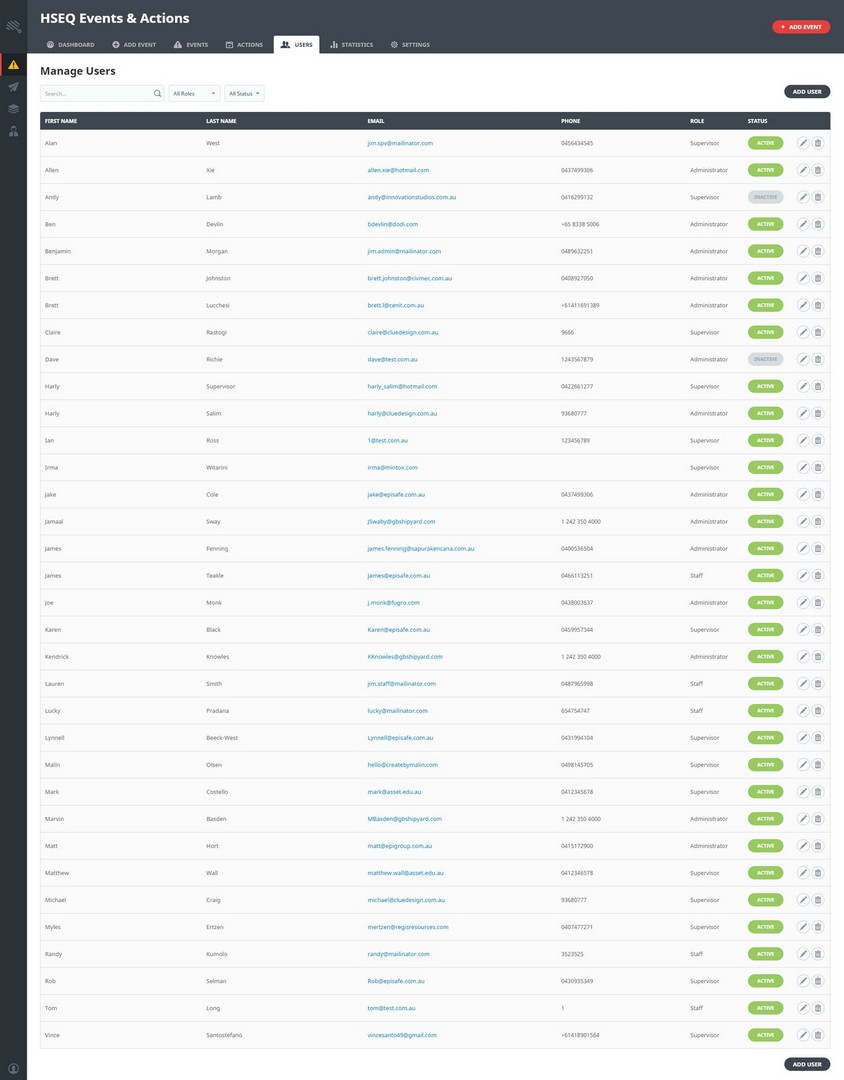 HSEQ Events & Actions
+ ADD EVENT
DASHBOARD ADD EVENT EVENTS ACTIONS USERS STATISTICS SETTINGS
Manage Users
Search... All Roles All Status ADD USER
FIRST NAME LAST NAME EMAIL PHONE ROLE STATUS
Alan West jim.spv@mailinator.com 0456434545 Supervisor ACTIVE
Allen Xie allen.xie@hotmail.com 0437499306 Administrator ACTIVE
Andy Lamb andy@innovationstudios.com.au 0416299132 Supervisor INACTIVE
Ben Devlin bdevlin@dodi.com +65 8338 5006 Administrator ACTIVE
Benjamin Morgan jim.admin@mailinator.com 0489632251 Administrator ACTIVE
Brett Johnston brett.johnston@civmec.com.au 0408927050 Administrator ACTIVE
Brett Lucchesi brett.l@cenit.com.au +61411691389 Administrator ACTIVE
Claire Rastogi claire@cluedesign.com.au 9666 Supervisor ACTIVE
Dave Richie dave@test.com.au 1243567879 Administrator INACTIVE
Harly Supervisor harly_salim@hotmail.com 0422661277 Supervisor ACTIVE
Harly Salim harly@cluedesign.com.au 93680777 Administrator ACTIVE
Ian Ross 1@test.com.au 123456789 Supervisor ACTIVE
Irma Witarini irma@mintox.com Supervisor ACTIVE
Jake Cole jake@episafe.com.au 0437499306 Administrator ACTIVE
Jamaal Sway JSwaby@gbshipyard.com 1 242 350 4000 Administrator ACTIVE
James Fenning james.fenning@sapurakencana.com.au 0400536504 Administrator ACTIVE
James Teakle james@episafe.com.au 0466113251 Staff ACTIVE
Joe Monk j.monk@fugro.com 0438003637 Administrator ACTIVE
Karen Black Karen@episafe.com.au 0459957344 Supervisor ACTIVE
Kendrick Knowles KKnowles@gbshipyard.com 1 242 350 4000 Administrator ACTIVE
Lauren Smith jim.staff@mailinator.com 0487965998 Staff ACTIVE
Lucky Pradana lucky@mailinator.com 654754747 Staff ACTIVE
Lynnell Beeck-West Lynnell@episafe.com.au 0431994104 Supervisor ACTIVE
Malin Olsen hello@createbymalin.com 0498145705 Supervisor ACTIVE
Mark Costello mark@asset.edu.au 0412345678 Supervisor ACTIVE
Marvin Basden MBasden@gbshipyard.com 1 242 350 4000 Administrator ACTIVE
Matt Hort matt@epigroup.com.au 0415172900 Administrator ACTIVE
Matthew Wall matthew.wall@asset.edu.au 0412346578 Supervisor ACTIVE
Michael Craig michael@cluedesign.com.au 93680777 Supervisor ACTIVE
Myles Ertzen mertzen@regisresources.com 0407477271 Supervisor ACTIVE
Randy Kumolo randy@mailinator.com 3523525 Staff ACTIVE
Rob Selman Rob@episafe.com.au 0430935349 Supervisor ACTIVE
Tom Long tom@test.com.au 1 Staff ACTIVE
Vince Santostefano vincesanto49@gmail.com +61418901564 Supervisor ACTIVE
ADD USER